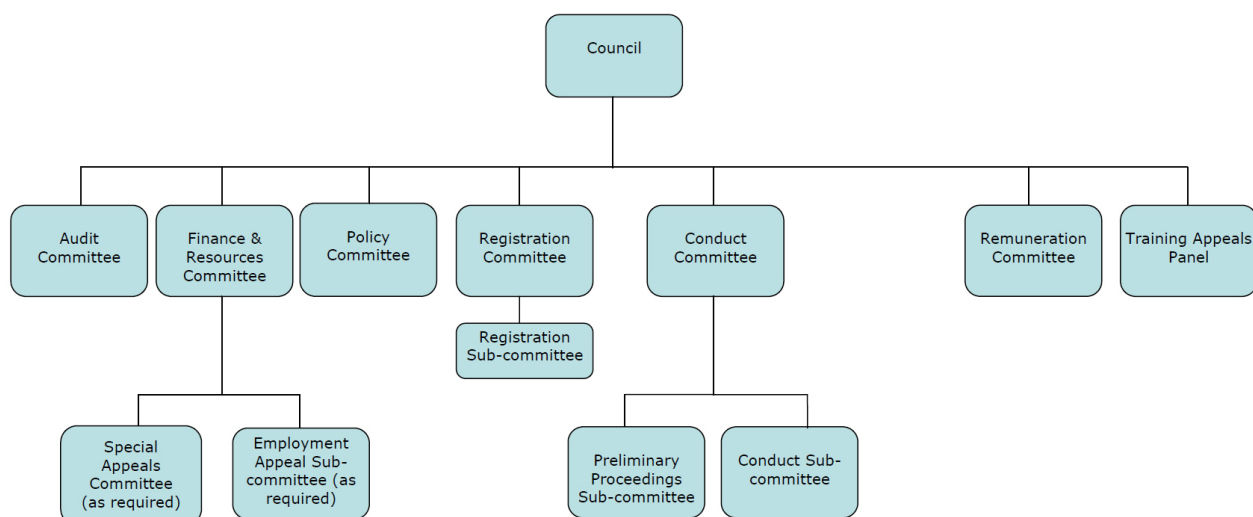 Council
Audit
Committee
Finance &
Resources
Committee
Policy
Committee
Registration
Committee
Conduct
Committee
Remuneration
Committee
Training Appeals
Panel
Registration
Sub-committee
Special
Appeals
Committee
(as required)
Employment
Appeal Sub-
committee (as
required)
Preliminary
Proceedings
Sub-committee
Conduct Sub-
committee